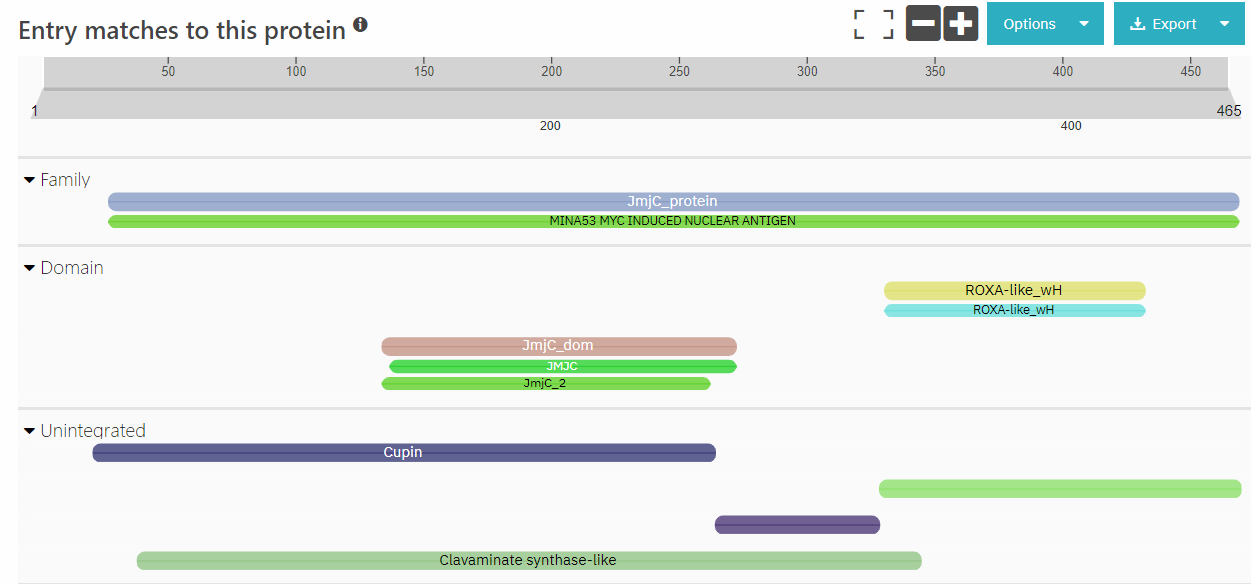 Entry matches to this protein i
Options
Export
50 100 150 200 250 300 350 400 450
1 465
200 400
Family
JmjC_protein
MINA53 MYC INDUCED NUCLEAR ANTIGEN
Domain
ROXA-like_wH
ROXA-like_wH
JmjC_dom
JMJC
JmjC_2
Unintegrated
Cupin
Clavaminate synthase-like